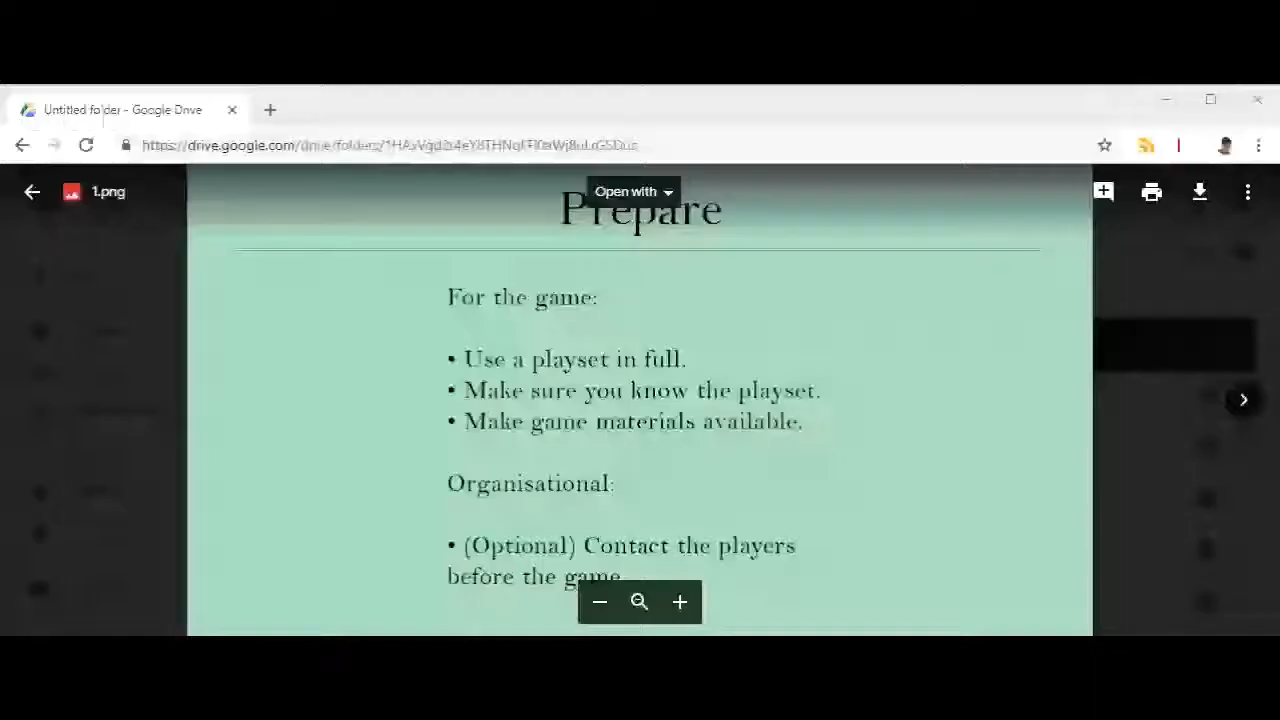 Untitled folder - Google Drive
1.png
Open with
Prepare
For the game:
• Use a playset in full.
• Make sure you know the playset.
• Make game materials available.
Organisational:
• (Optional) Contact the players
before the game